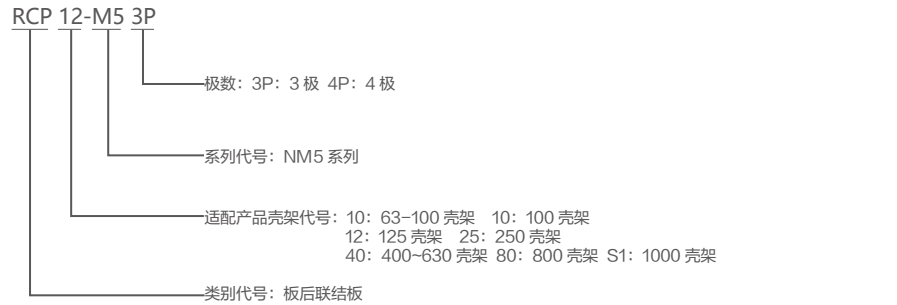 RCP 12-M5 3P
极数：3P：3 极 4P：4 极
系列代号：NM5 系列
适配产品壳架代号：10：63-100 壳架 10：100 壳架
12：125 壳架 25：250 壳架
40：400~630 壳架 80：800 壳架 S1：1000 壳架
类别代号：板后联结板